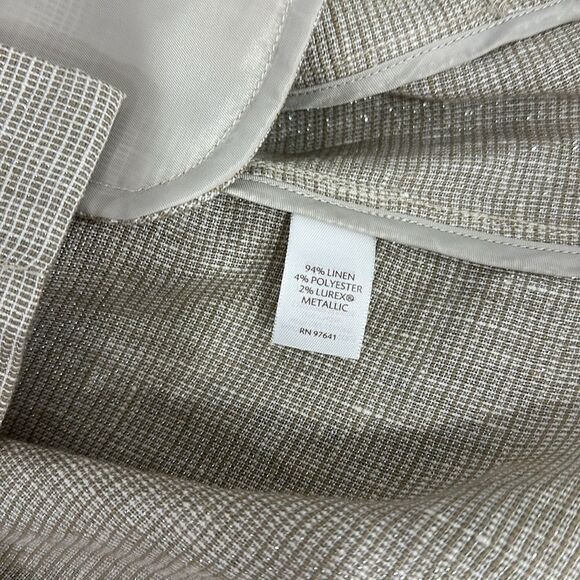 94% LINEN
4% POLYESTER
2% LUREX®
METALLIC
RN 97641